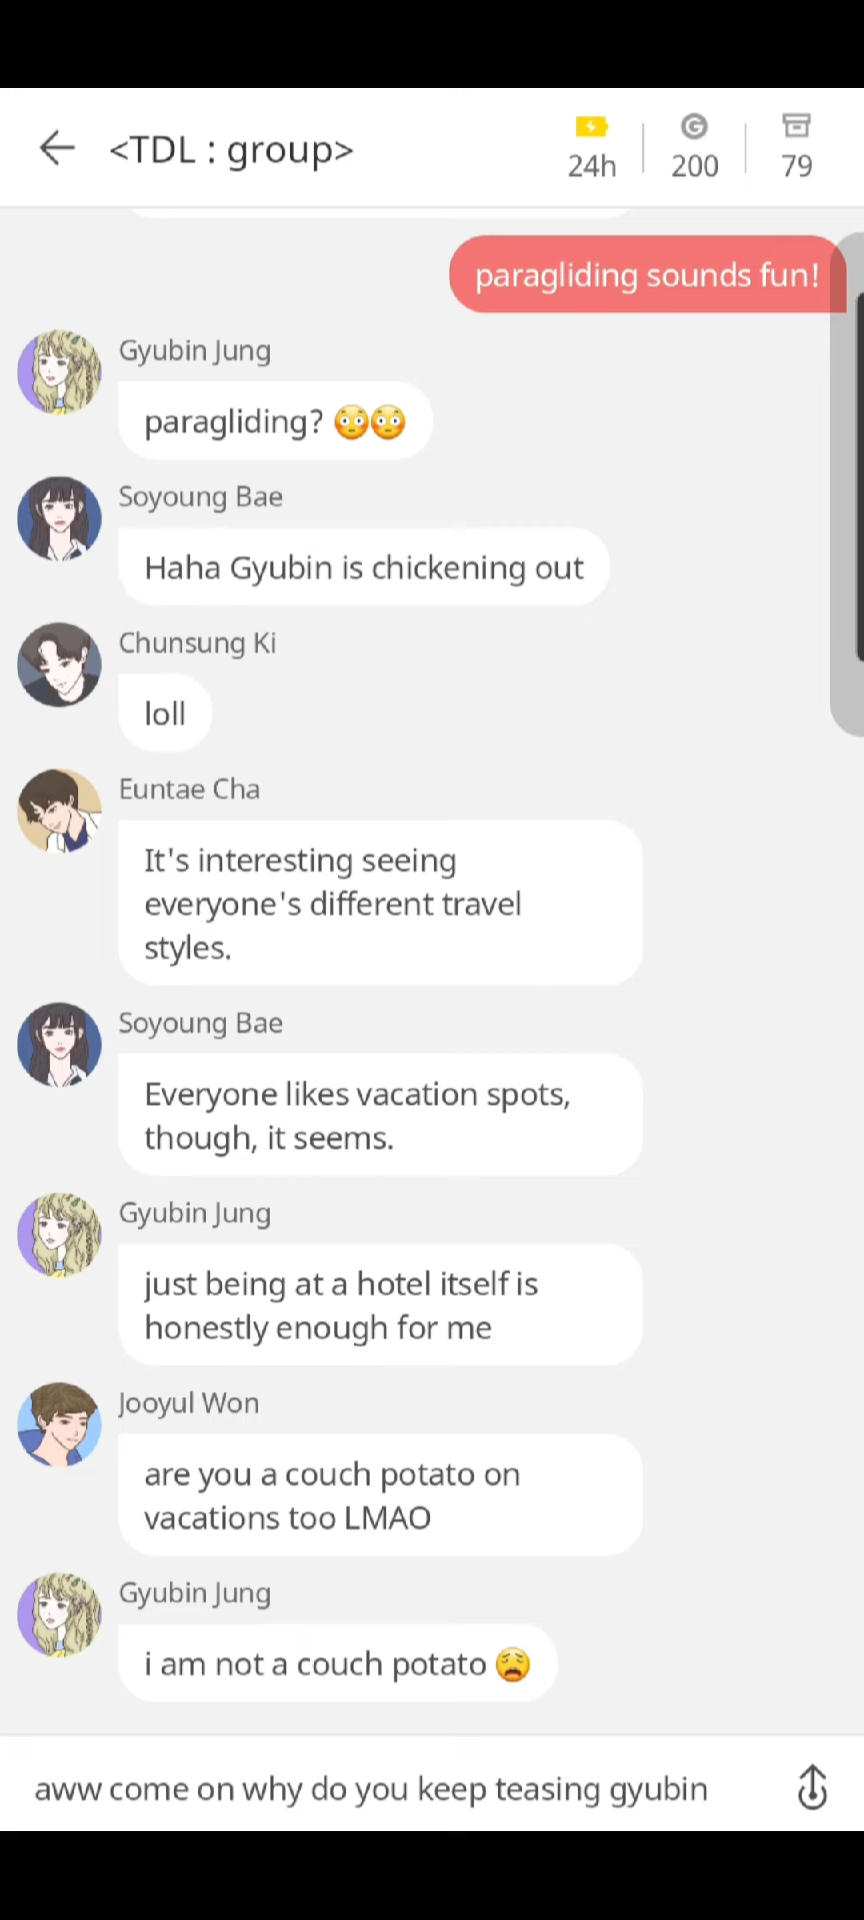 <TDL : group>
24h
200
79
paragliding sounds fun!
Gyubin Jung
paragliding? 😳😳
Soyoung Bae
Haha Gyubin is chickening out
Chunsung Ki
loll
Euntae Cha
It's interesting seeing
everyone's different travel
styles.
Soyoung Bae
Everyone likes vacation spots,
though, it seems.
Gyubin Jung
just being at a hotel itself is
honestly enough for me
Jooyul Won
are you a couch potato on
vacations too LMAO
Gyubin Jung
i am not a couch potato 😩
aww come on why do you keep teasing gyubin